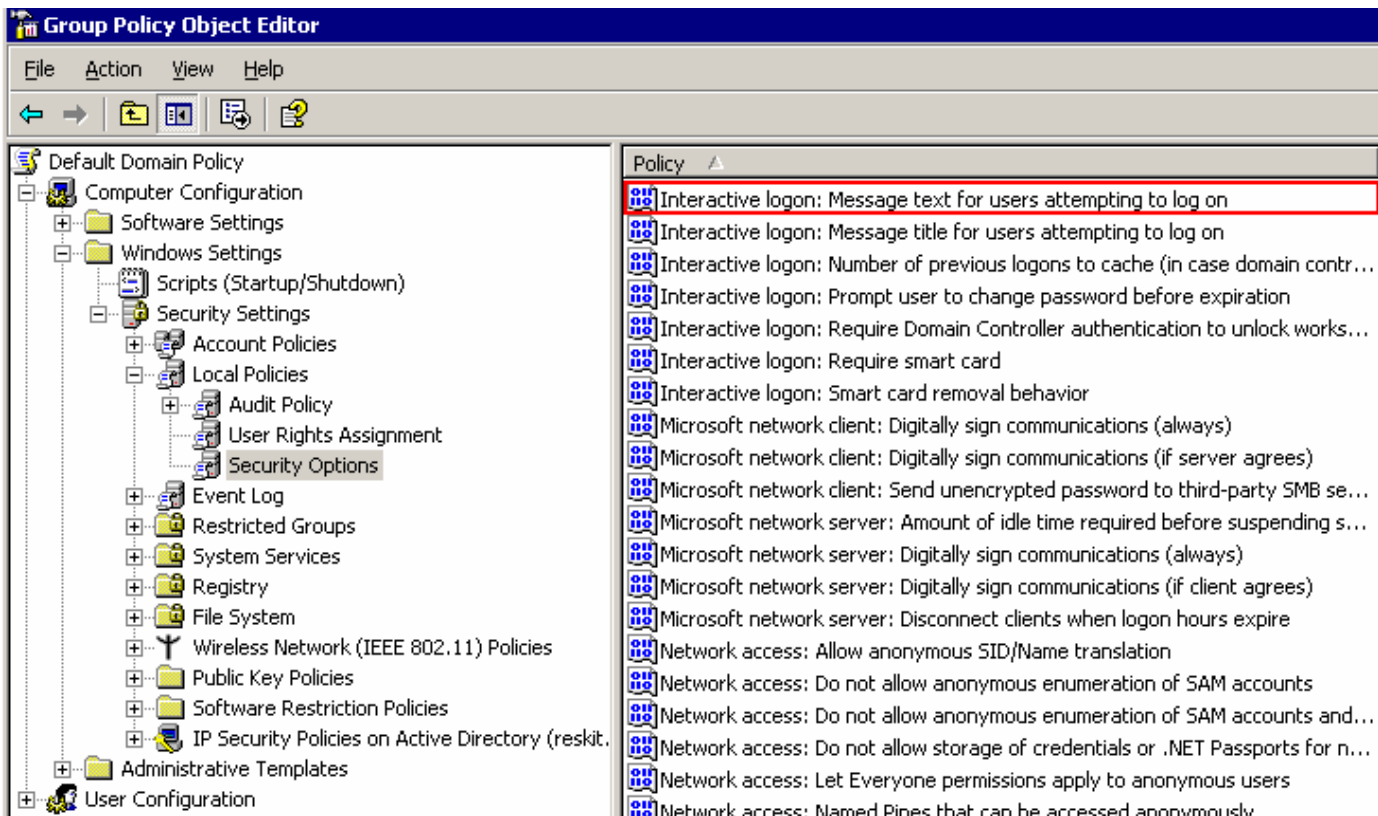 Group Policy Object Editor
File Action View Help
Default Domain Policy
Computer Configuration
Software Settings
Windows Settings
Scripts (Startup/Shutdown)
Security Settings
Account Policies
Local Policies
Audit Policy
User Rights Assignment
Security Options
Event Log
Restricted Groups
System Services
Registry
File System
Wireless Network (IEEE 802.11) Policies
Public Key Policies
Software Restriction Policies
IP Security Policies on Active Directory (reskit.
Administrative Templates
User Configuration
Policy
Interactive logon: Message text for users attempting to log on
Interactive logon: Message title for users attempting to log on
Interactive logon: Number of previous logons to cache (in case domain contr...
Interactive logon: Prompt user to change password before expiration
Interactive logon: Require Domain Controller authentication to unlock works...
Interactive logon: Require smart card
Interactive logon: Smart card removal behavior
Microsoft network client: Digitally sign communications (always)
Microsoft network client: Digitally sign communications (if server agrees)
Microsoft network client: Send unencrypted password to third-party SMB se...
Microsoft network server: Amount of idle time required before suspending s...
Microsoft network server: Digitally sign communications (always)
Microsoft network server: Digitally sign communications (if client agrees)
Microsoft network server: Disconnect clients when logon hours expire
Network access: Allow anonymous SID/Name translation
Network access: Do not allow anonymous enumeration of SAM accounts
Network access: Do not allow anonymous enumeration of SAM accounts and...
Network access: Do not allow storage of credentials or .NET Passports for n...
Network access: Let Everyone permissions apply to anonymous users
Network access: Named Pipes that can be accessed anonymously